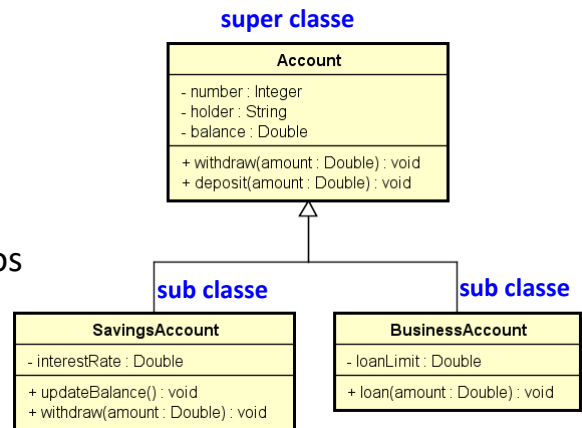 super classe
Account
- number : Integer
- holder : String
- balance : Double
+ withdraw(amount : Double) : void
+ deposit(amount : Double) : void
sub classe
sub classe
SavingsAccount
- interestRate : Double
+ updateBalance() : void
+ withdraw(amount : Double) : void
BusinessAccount
- loanLimit : Double
+ loan(amount : Double) : void